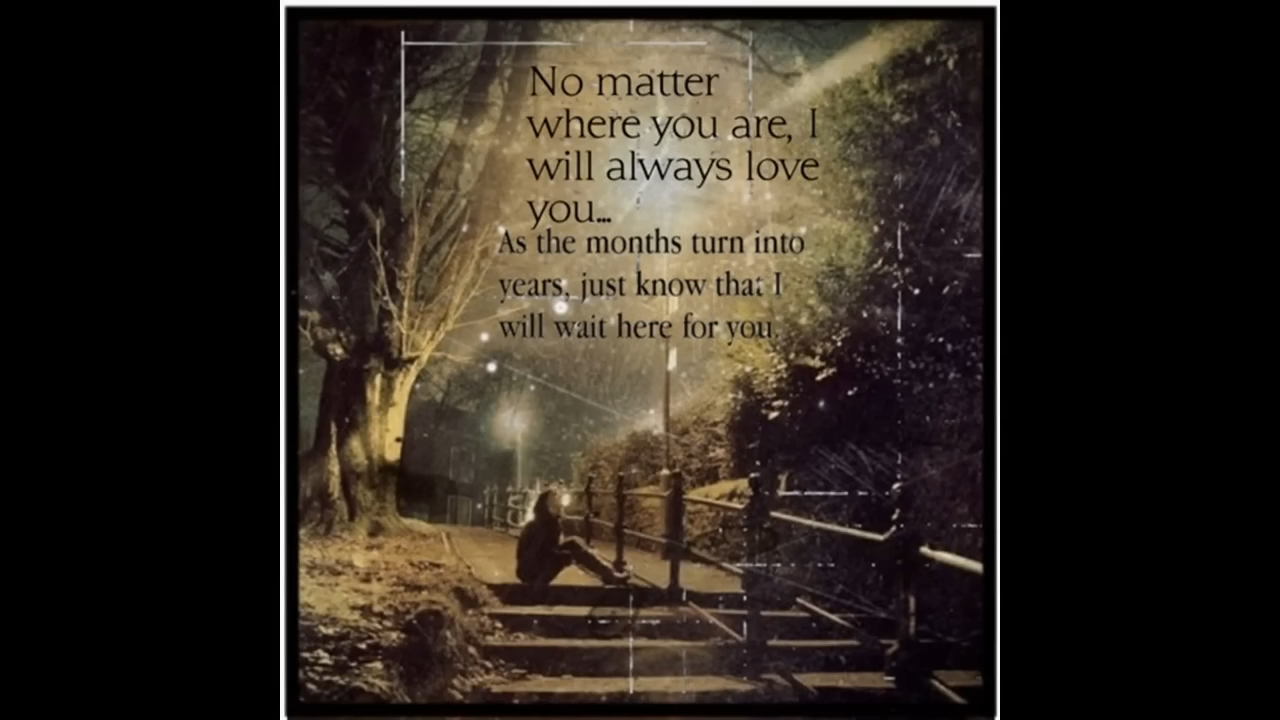 No matter
where you are, I
will always love
you...
As the months turn into
years, just know that I
will wait here for you.